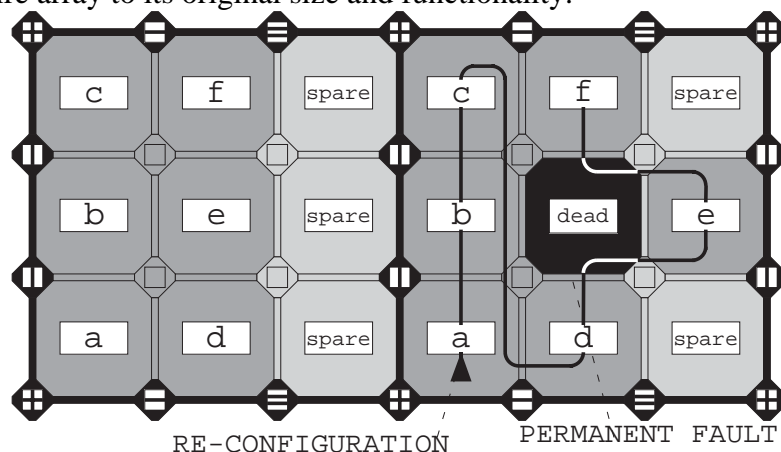 re array to its original size and functionality.
c f spare c f spare
b e spare b dead e
a d spare a d spare
RE-CONFIGURATION PERMANENT FAULT